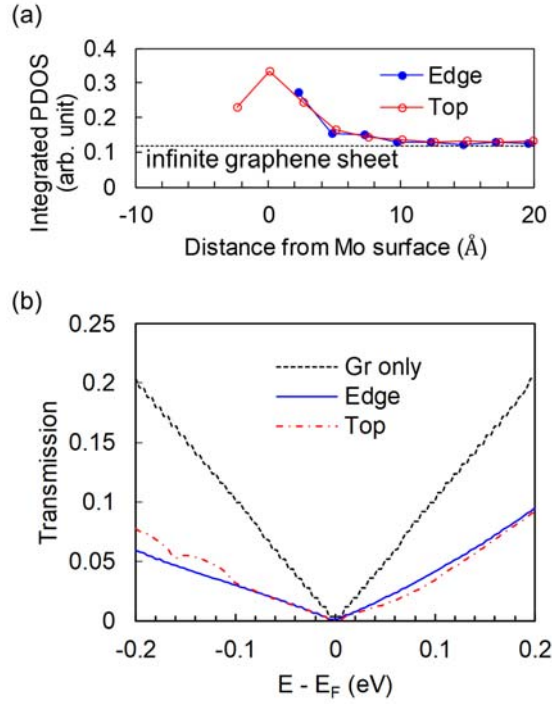 (a)
Integrated PDOS
(arb. unit)
0.4
0.3
0.2
0.1
0
Edge
Top
infinite graphene sheet
-10
0
10
20
Distance from Mo surface (Å)
(b)
Transmission
0.25
0.2
0.15
0.1
0.05
0
Gr only
Edge
Top
-0.2
-0.1
0
0.1
0.2
E - EF (eV)